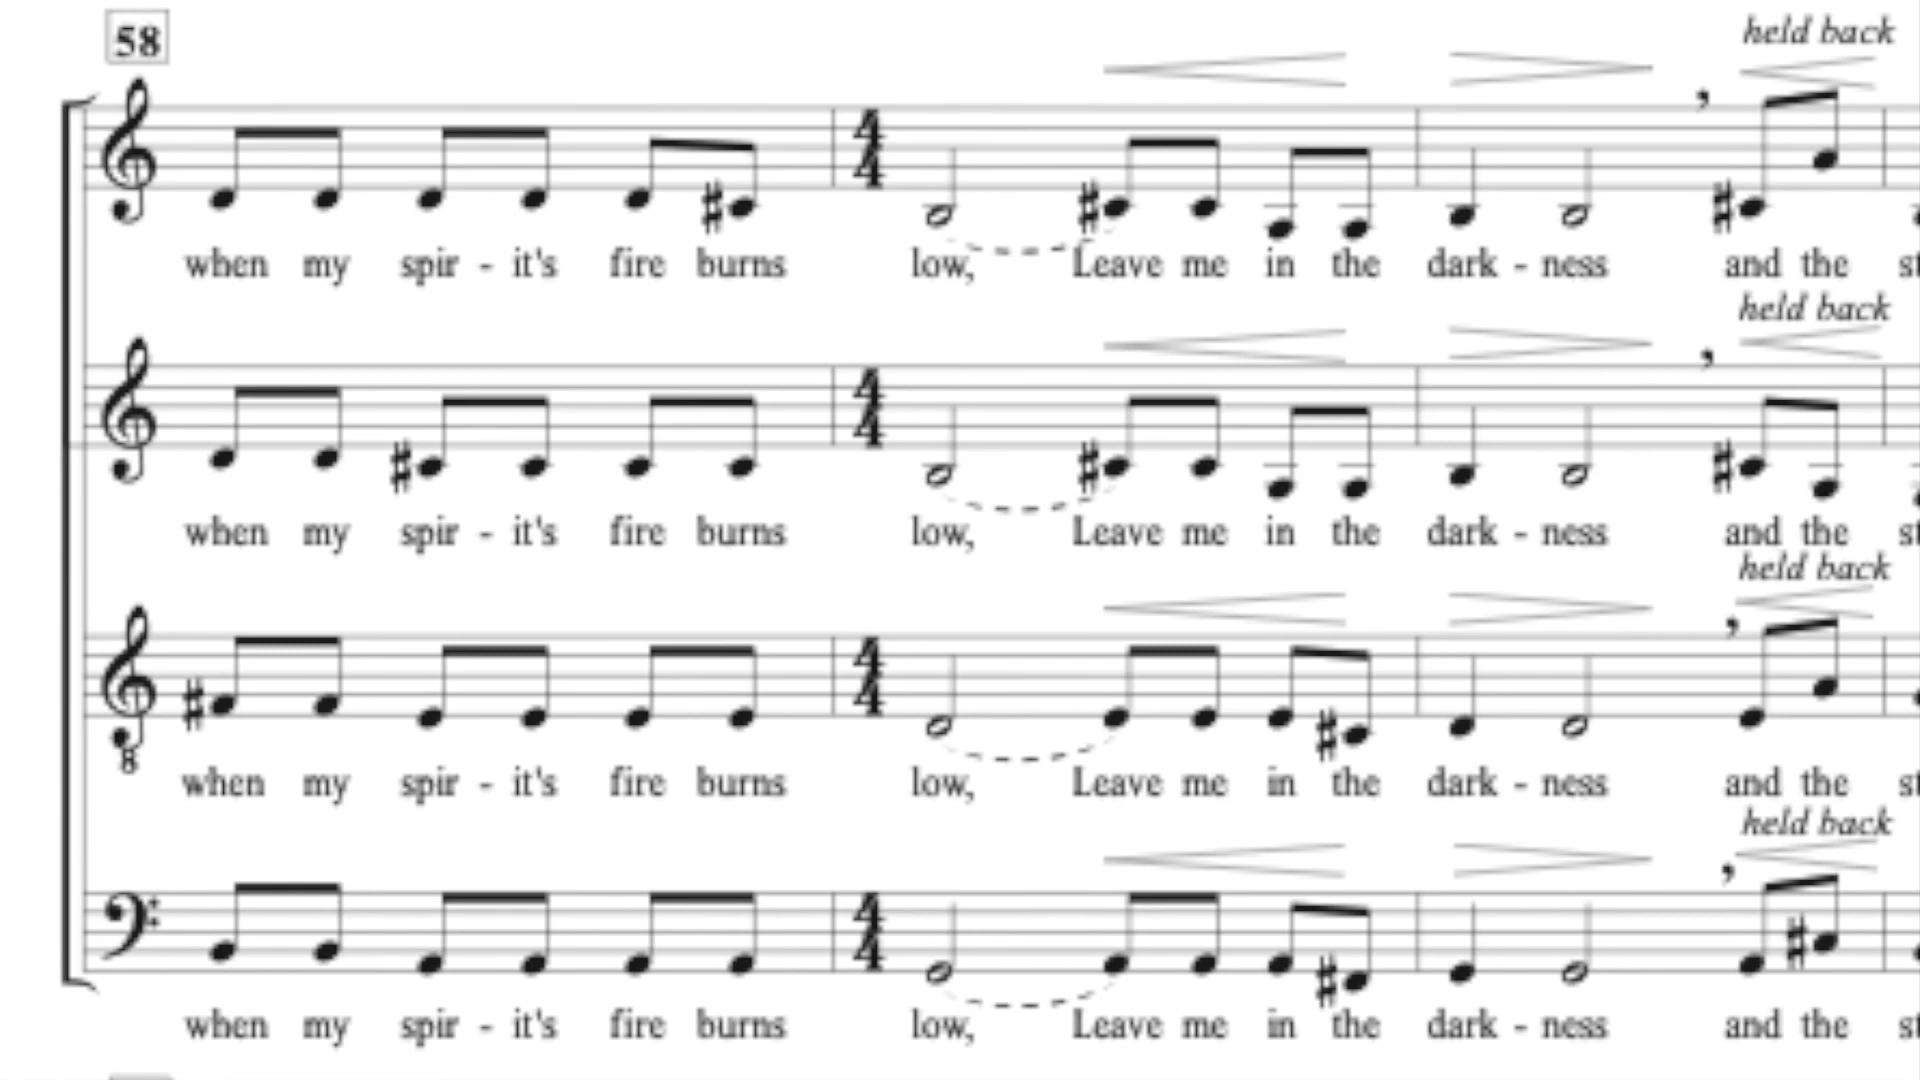 58
held back
when my spir - it's fire burns low, Leave me in the dark - ness and the
held back
when my spir - it's fire burns low, Leave me in the dark - ness and the
held back
8
when my spir - it's fire burns low, Leave me in the dark - ness and the
held back
when my spir - it's fire burns low, Leave me in the dark - ness and the